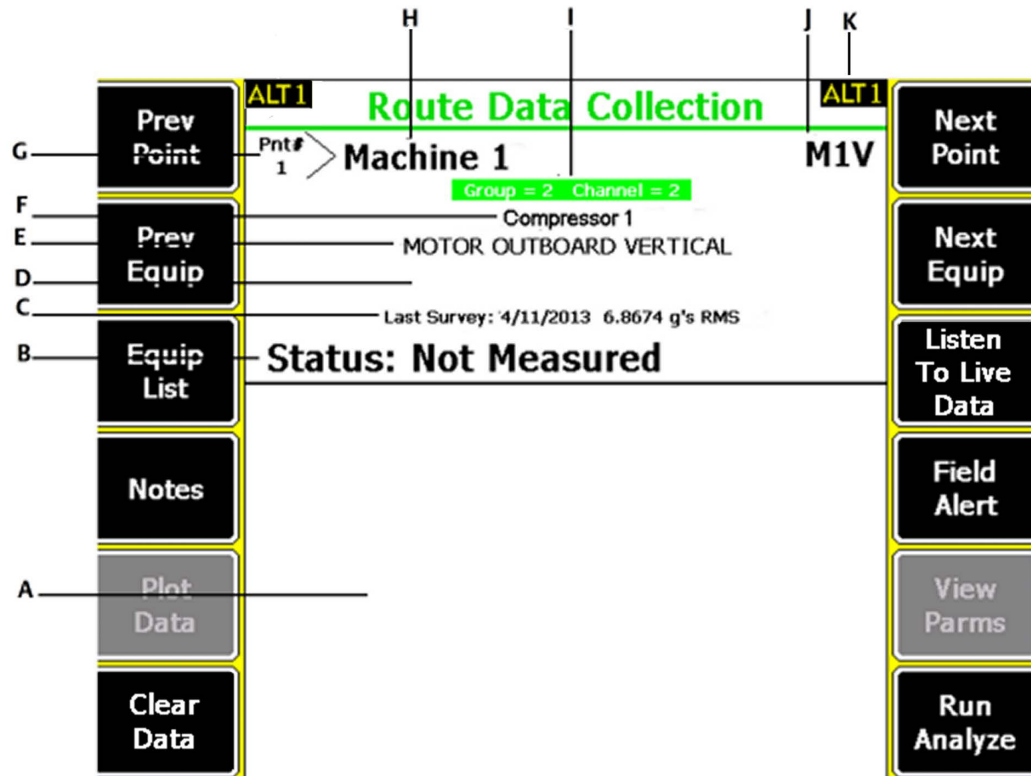 H
I
J
K
ALT1
Route Data Collection
ALT1
G
Pnt#
1
Machine 1
M1V
Group = 2 Channel = 2
F
Compressor 1
E
MOTOR OUTBOARD VERTICAL
D
C
Last Survey: 4/11/2013 6.8674 g's RMS
B
Status: Not Measured
A
Prev
Point
Prev
Equip
Equip
List
Notes
Plot
Data
Clear
Data
Next
Point
Next
Equip
Listen
To Live
Data
Field
Alert
View
Parms
Run
Analyze